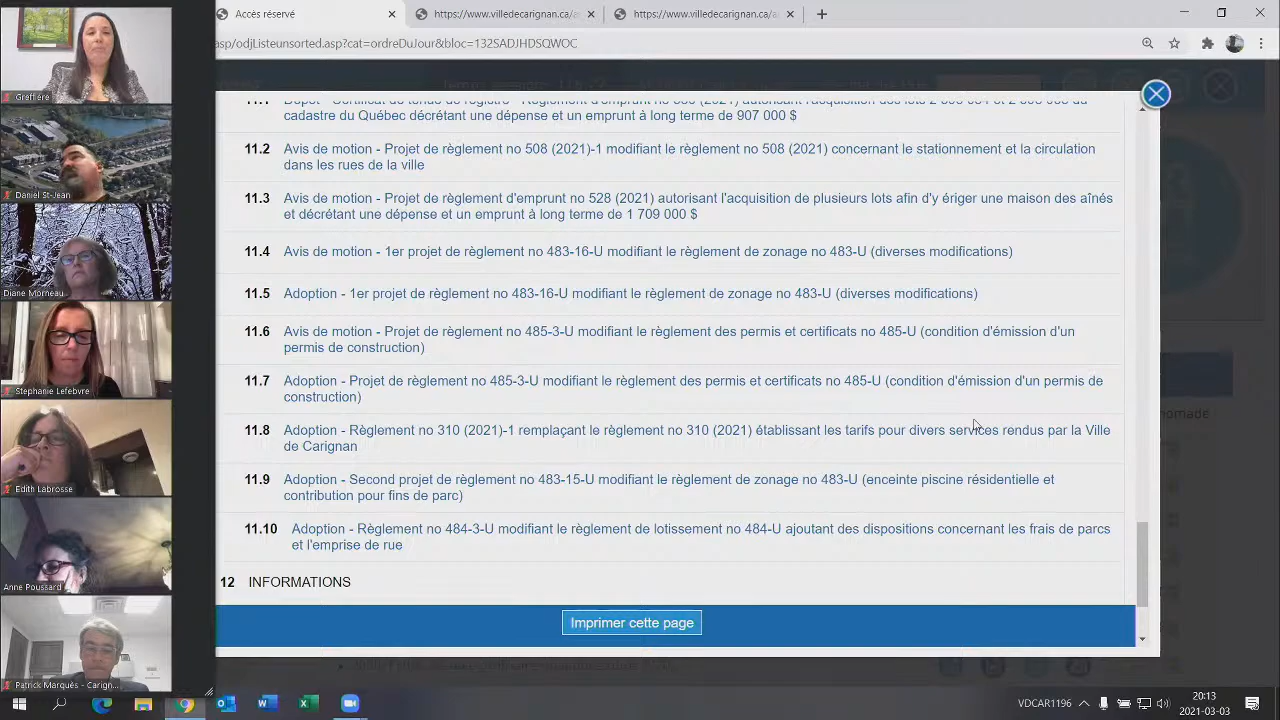 Accès réservé
https://www.villedecarignan.ca/s
https://www.villedecarignan.ca
asp/odjListeunsorted.asp?cat=ordreDuJour&
UHDD2WOC
cadastre du Québec décrétant une dépense et un emprunt à long terme de 907 000 $
11.2 Avis de motion - Projet de règlement no 508 (2021)-1 modifiant le règlement no 508 (2021) concernant le stationnement et la circulation
dans les rues de la ville
11.3 Avis de motion - Projet de règlement d'emprunt no 526 (2021) autorisant l'acquisition de plusieurs lots afin d'y ériger une maison des aînés
et décrétant une dépense et un emprunt à long terme de 1 709 000 $
11.4 Avis de motion - 1er projet de règlement no 483-16-U modifiant le règlement de zonage no 483-U (diverses modifications)
11.5 Adoption - 1er projet de règlement no 483-16-U modifiant le règlement de zonage no 483-U (diverses modifications)
11.6 Avis de motion - Projet de règlement no 485-3-U modifiant le règlement des permis et certificats no 485-U (condition d'émission d'un
permis de construction)
11.7 Adoption - Projet de règlement no 485-3-U modifiant le règlement des permis et certificats no 485-U (condition d'émission d'un permis de
construction)
11.8 Adoption - Règlement no 310 (2021)-1 remplaçant le règlement no 310 (2021) établissant les tarifs pour divers services rendus par la Ville
de Carignan
11.9 Adoption - Second projet de règlement no 483-15-U modifiant le règlement de zonage no 483-U (enceinte piscine résidentielle et
contribution pour fins de parc)
11.10 Adoption - Règlement no 484-3-U modifiant le règlement de lotissement no 484-U ajoutant des dispositions concernant les frais de parcs
et l'emprise de rue
12 INFORMATIONS
Imprimer cette page
nomade
Greffière
Daniel St-Jean
Diane Morneau
Stephanie Lefebvre
Edith Labrosse
Anne Poussard
Patrick Marquès - Carign...
VDCAR1196
20:13
2021-03-03